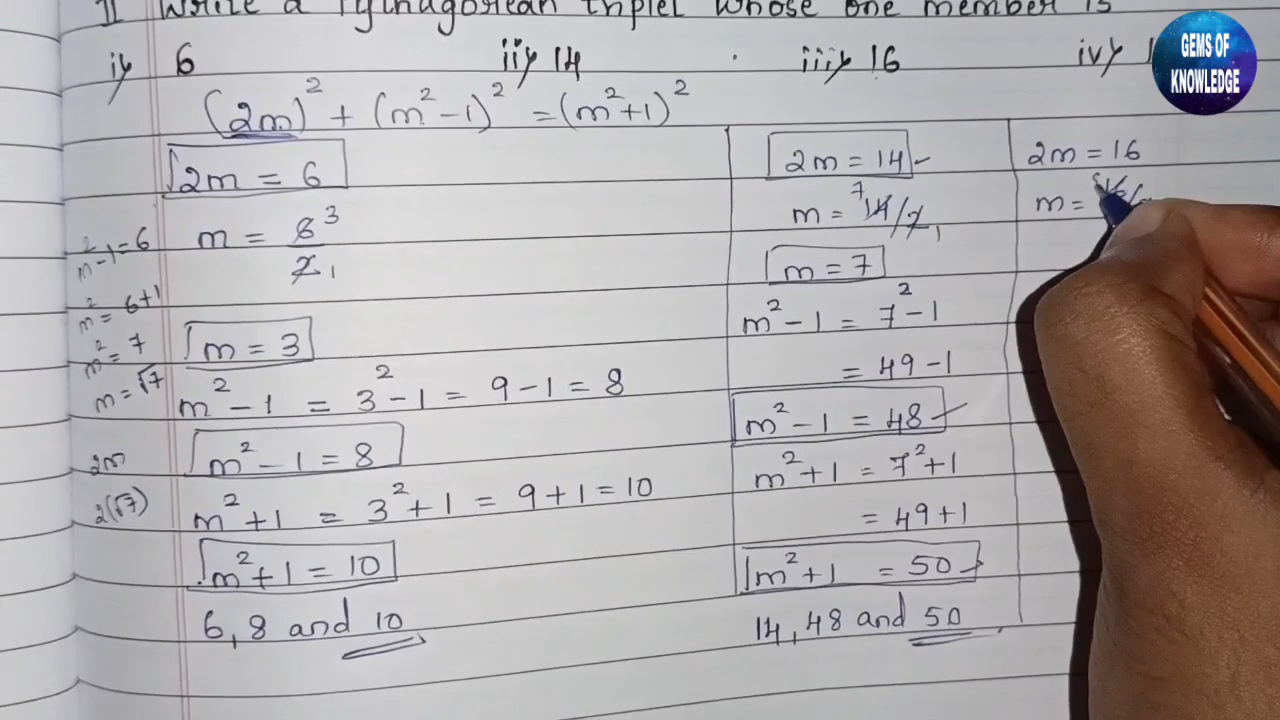 II Write a Pythagorean triplet whose one member is
i) 6 ii) 14 iii) 16 iv) 1
GEMS OF
KNOWLEDGE
(2m)² + (m²-1)² = (m²+1)²
2m = 6
m = 6 3
2 1
m = 3
m² - 1 = 3² - 1 = 9 - 1 = 8
m² - 1 = 8
m² + 1 = 3² + 1 = 9 + 1 = 10
m² + 1 = 10
6, 8 and 10
m²-1 = 6
m² = 6+1
m² = 7
m = √7
2m
2(√7)
2m = 14
m = 7 14/2 1
m = 7
m² - 1 = 7² - 1
= 49 - 1
m² - 1 = 48
m² + 1 = 7² + 1
= 49 + 1
m² + 1 = 50
14, 48 and 50
2m = 16
m =